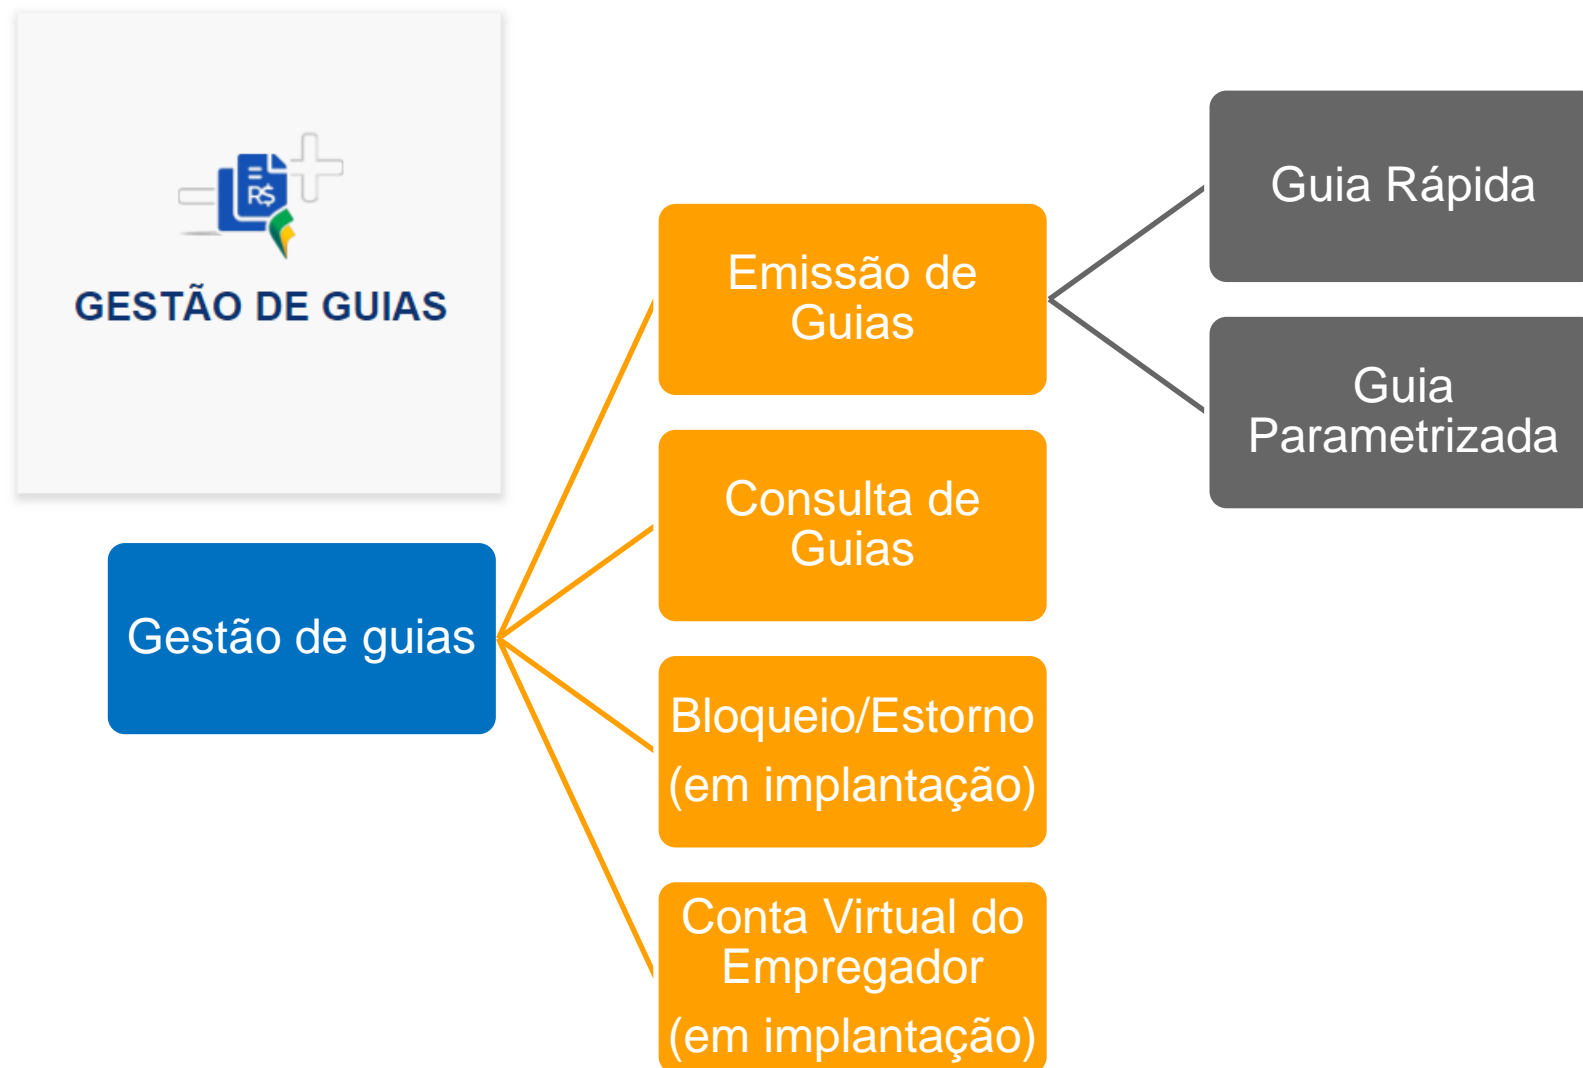 R$
GESTÃO DE GUIAS
Gestão de guias
Emissão de
Guias
Consulta de
Guias
Bloqueio/Estorno
(em implantação)
Conta Virtual do
Empregador
(em implantação)
Guia Rápida
Guia
Parametrizada